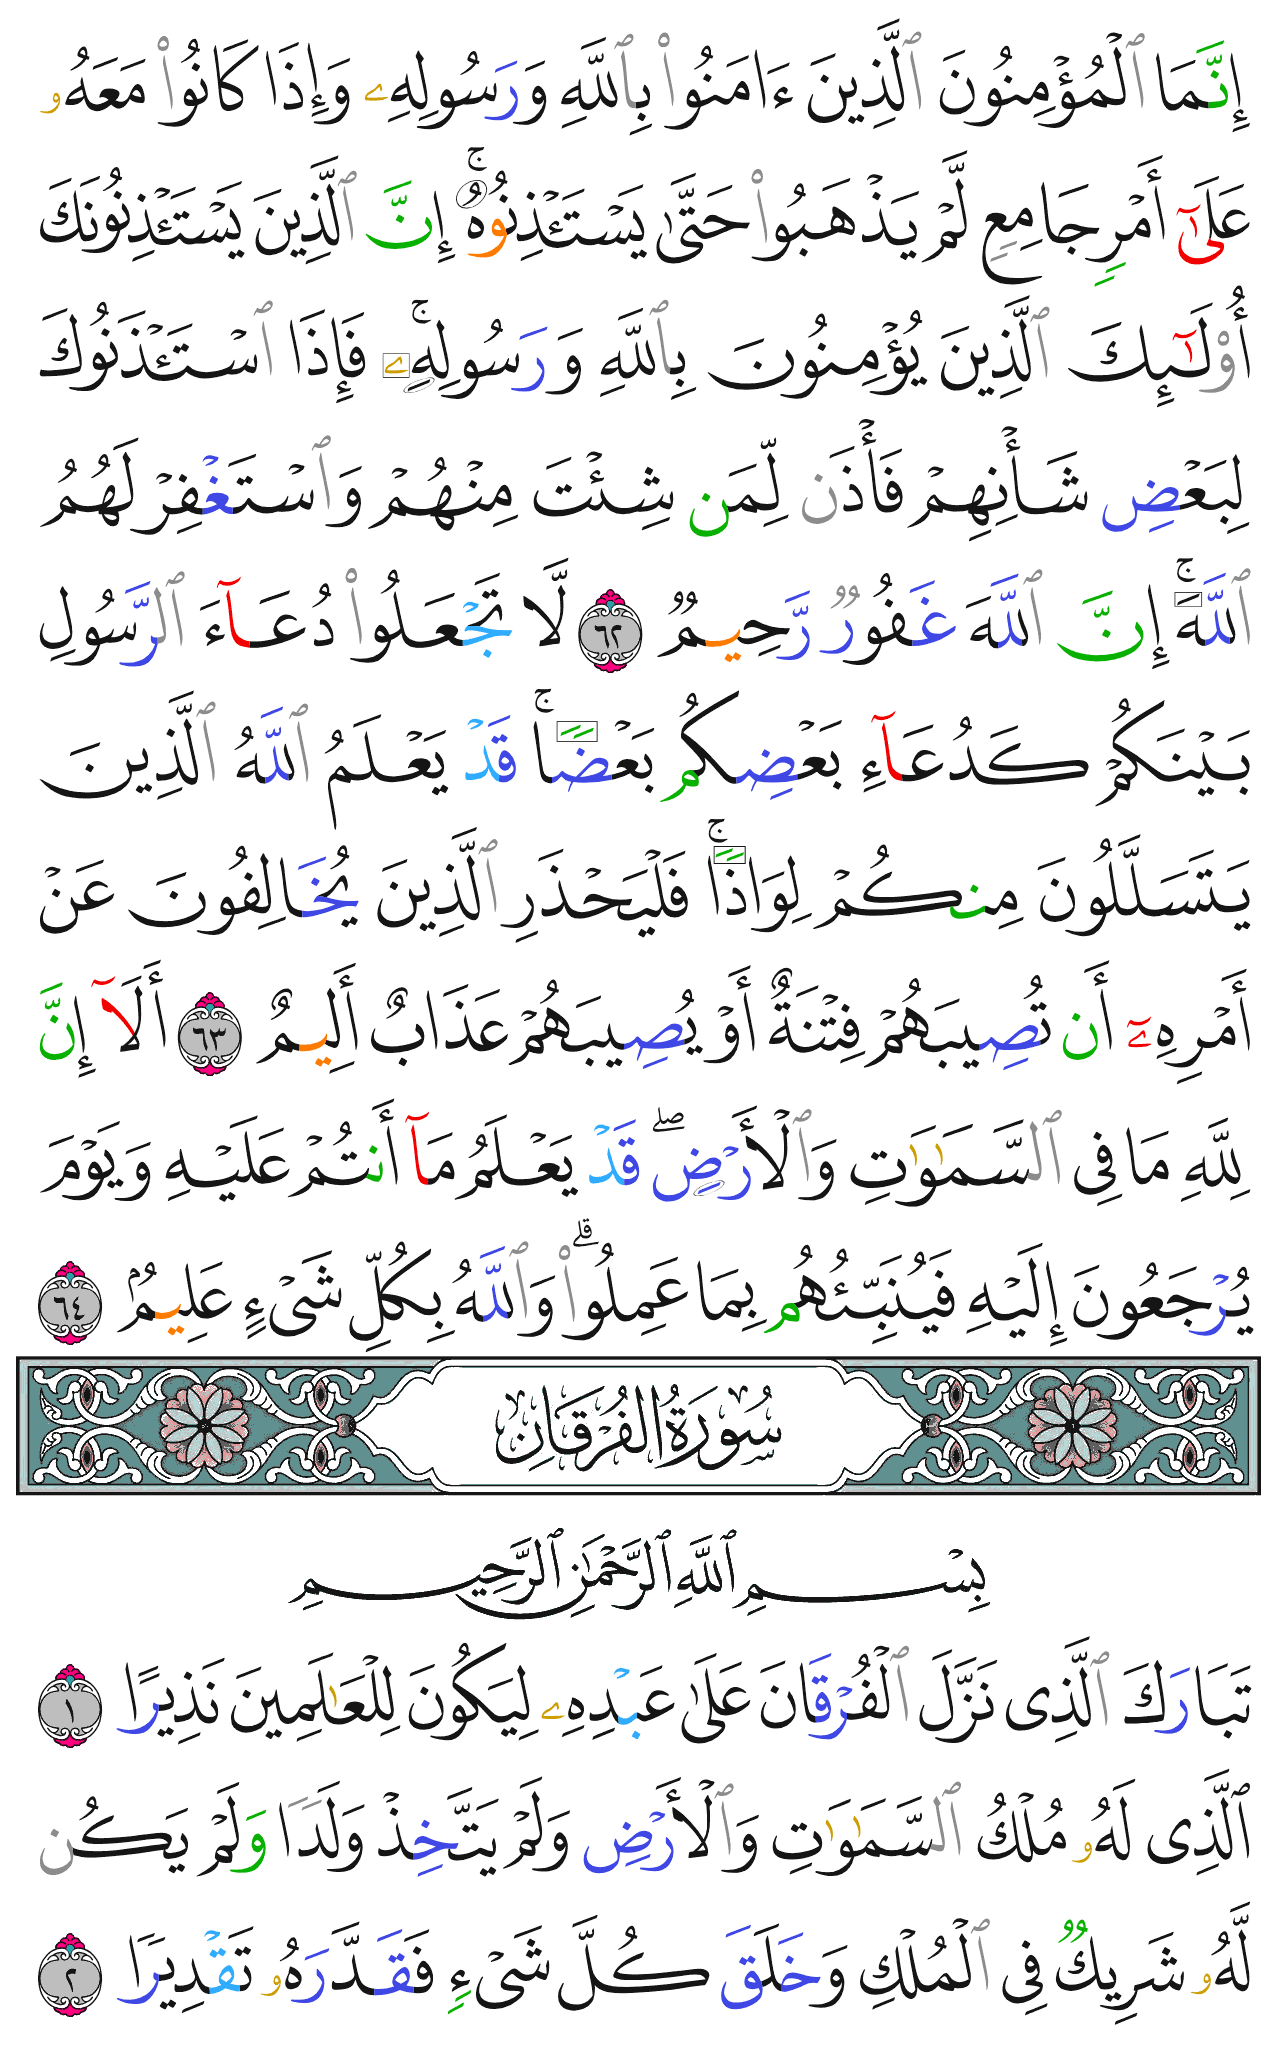 إِنَّمَا ٱلْمُؤْمِنُونَ ٱلَّذِينَ ءَامَنُوا۟ بِٱللَّهِ وَرَسُولِهِۦ وَإِذَا كَانُوا۟ مَعَهُۥ
عَلَىٰٓ أَمْرٍ جَامِعٍ لَّمْ يَذْهَبُوا۟ حَتَّىٰ يَسْتَـْٔذِنُوهُ ۚ إِنَّ ٱلَّذِينَ يَسْتَـْٔذِنُونَكَ
أُو۟لَـٰٓئِكَ ٱلَّذِينَ يُؤْمِنُونَ بِٱللَّهِ وَرَسُولِهِۦ ۚ فَإِذَا ٱسْتَـْٔذَنُوكَ
لِبَعْضِ شَأْنِهِمْ فَأْذَن لِّمَن شِئْتَ مِنْهُمْ وَٱسْتَغْفِرْ لَهُمُ
ٱللَّهَ ۚ إِنَّ ٱللَّهَ غَفُورٌ رَّحِيمٌ ٦٢ لَّا تَجْعَلُوا۟ دُعَآءَ ٱلرَّسُولِ
بَيْنَكُمْ كَدُعَآءِ بَعْضِكُم بَعْضًا ۚ قَدْ يَعْلَمُ ٱللَّهُ ٱلَّذِينَ
يَتَسَلَّلُونَ مِنكُمْ لِوَاذًا ۚ فَلْيَحْذَرِ ٱلَّذِينَ يُخَالِفُونَ عَنْ
أَمْرِهِۦٓ أَن تُصِيبَهُمْ فِتْنَةٌ أَوْ يُصِيبَهُمْ عَذَابٌ أَلِيمٌ ٦٣ أَلَآ إِنَّ
لِلَّهِ مَا فِى ٱلسَّمَـٰوَٰتِ وَٱلْأَرْضِ ۖ قَدْ يَعْلَمُ مَآ أَنتُمْ عَلَيْهِ وَيَوْمَ
يُرْجَعُونَ إِلَيْهِ فَيُنَبِّئُهُم بِمَا عَمِلُوا۟ ۗ وَٱللَّهُ بِكُلِّ شَىْءٍ عَلِيمٌۢ ٦٤
سُورَةُ الْفُرْقَانِ
بِسْمِ ٱللَّهِ ٱلرَّحْمَـٰنِ ٱلرَّحِيمِ
تَبَارَكَ ٱلَّذِى نَزَّلَ ٱلْفُرْقَانَ عَلَىٰ عَبْدِهِۦ لِيَكُونَ لِلْعَـٰلَمِينَ نَذِيرًا ١
ٱلَّذِى لَهُۥ مُلْكُ ٱلسَّمَـٰوَٰتِ وَٱلْأَرْضِ وَلَمْ يَتَّخِذْ وَلَدًا وَلَمْ يَكُن
لَّهُۥ شَرِيكٌ فِى ٱلْمُلْكِ وَخَلَقَ كُلَّ شَىْءٍ فَقَدَّرَهُۥ تَقْدِيرًا ٢